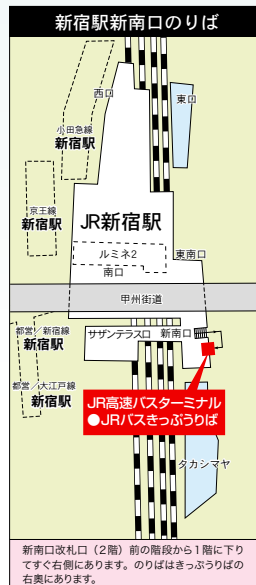 新宿駅新南口のりば
西口
東口
小田急線
新宿駅
京王線
新宿駅
JR新宿駅
ルミネ2
南口
東南口
甲州街道
都営/新宿線
新宿駅
サザンテラス口
新南口
都営/大江戸線
新宿駅
JR高速バスターミナル
●JRバスきっぷうりば
タカシマヤ
新南口改札口（2階）前の階段から1階に下り
てすぐ右側にあります。のりばはきっぷうりばの
右奥にあります。